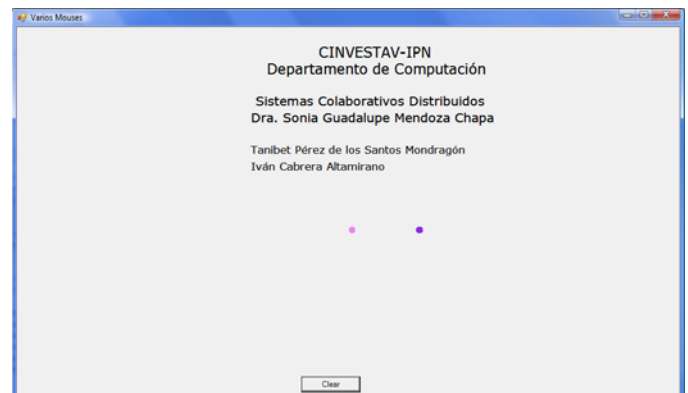 Varios Mouses
CINVESTAV-IPN
Departamento de Computación
Sistemas Colaborativos Distribuidos
Dra. Sonia Guadalupe Mendoza Chapa
Tanibet Pérez de los Santos Mondragón
Iván Cabrera Altamirano
Clear